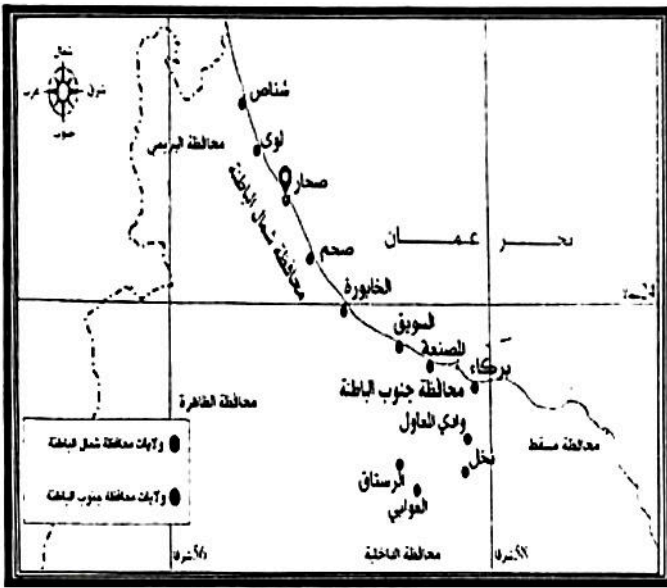 شمال
شرق
غرب
جنوب
شناص
لوى
محافظة البريمي
صحار
محافظة شمال الباطنة
صحم
بحر عمان
الخابورة
السويق
المصنعة
بركاء
محافظة جنوب الباطنة
محافظة الظاهرة
وادي المعاول
محافظة مسقط
نخل
الرستاق
العوابي
ولايات محافظة شمال الباطنة
ولايات محافظة جنوب الباطنة
56شرق
محافظة الداخلية
58شرق